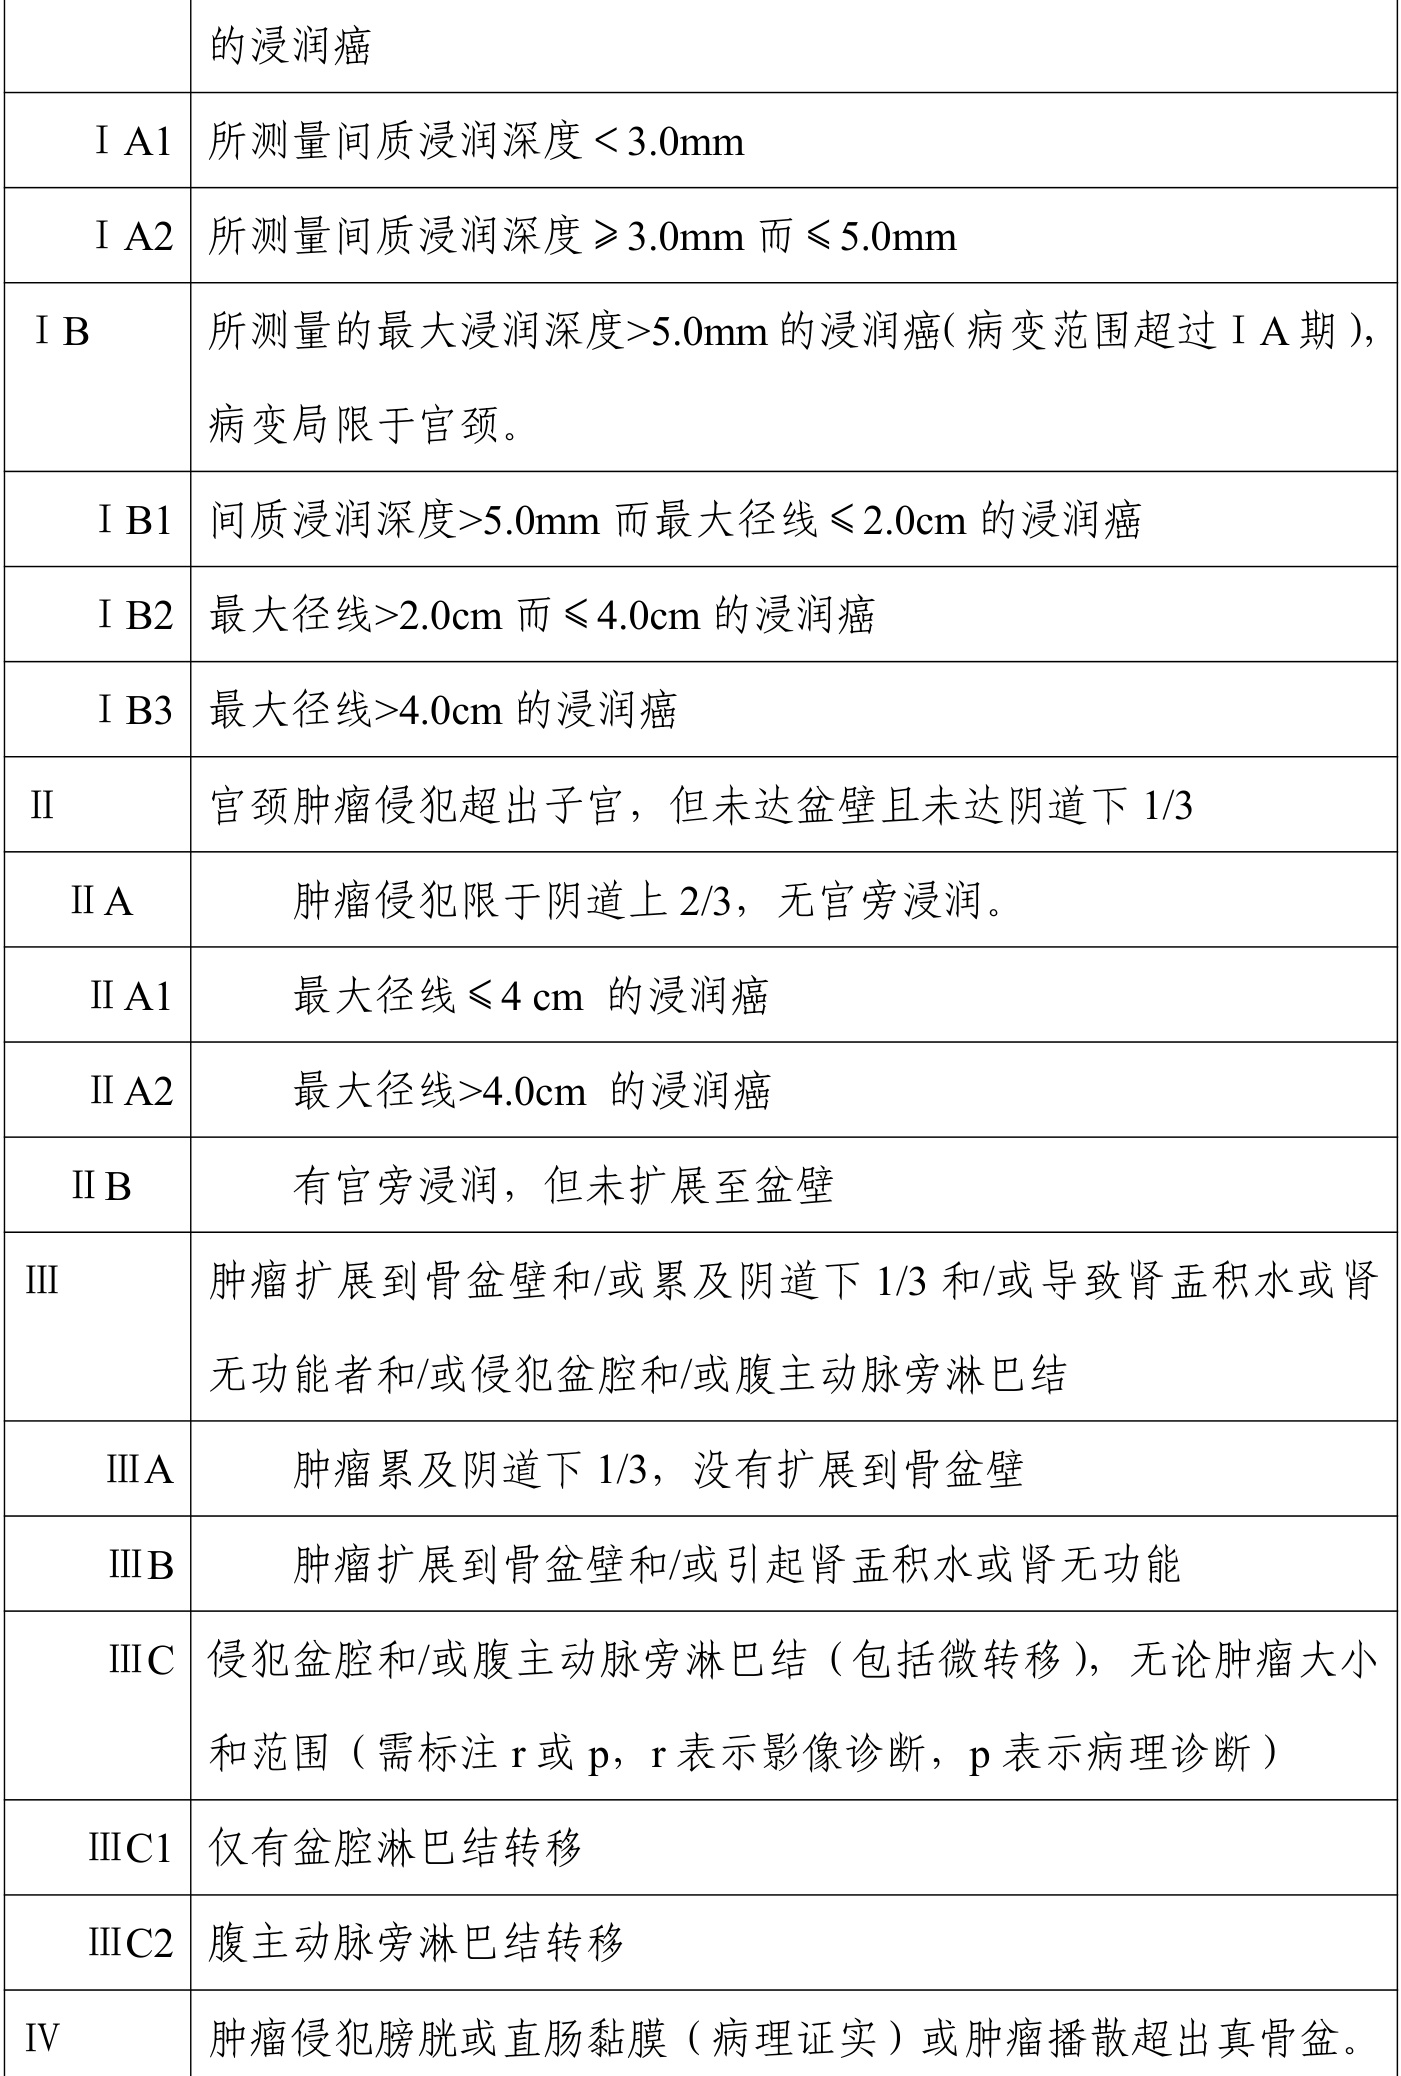 的浸润癌
ⅠA1 所测量间质浸润深度＜3.0mm
ⅠA2 所测量间质浸润深度≥3.0mm 而≤5.0mm
ⅠB 所测量的最大浸润深度>5.0mm 的浸润癌（病变范围超过ⅠA 期），
病变局限于宫颈。
ⅠB1 间质浸润深度>5.0mm 而最大径线≤2.0cm 的浸润癌
ⅠB2 最大径线>2.0cm 而≤4.0cm 的浸润癌
ⅠB3 最大径线>4.0cm 的浸润癌
Ⅱ 宫颈肿瘤侵犯超出子宫，但未达盆壁且未达阴道下 1/3
ⅡA 肿瘤侵犯限于阴道上 2/3，无宫旁浸润。
ⅡA1 最大径线≤4 cm 的浸润癌
ⅡA2 最大径线>4.0cm 的浸润癌
ⅡB 有宫旁浸润，但未扩展至盆壁
Ⅲ 肿瘤扩展到骨盆壁和/或累及阴道下 1/3 和/或导致肾盂积水或肾
无功能者和/或侵犯盆腔和/或腹主动脉旁淋巴结
ⅢA 肿瘤累及阴道下 1/3，没有扩展到骨盆壁
ⅢB 肿瘤扩展到骨盆壁和/或引起肾盂积水或肾无功能
ⅢC 侵犯盆腔和/或腹主动脉旁淋巴结（包括微转移），无论肿瘤大小
和范围（需标注 r 或 p，r 表示影像诊断，p 表示病理诊断）
ⅢC1 仅有盆腔淋巴结转移
ⅢC2 腹主动脉旁淋巴结转移
Ⅳ 肿瘤侵犯膀胱或直肠黏膜（病理证实）或肿瘤播散超出真骨盆。